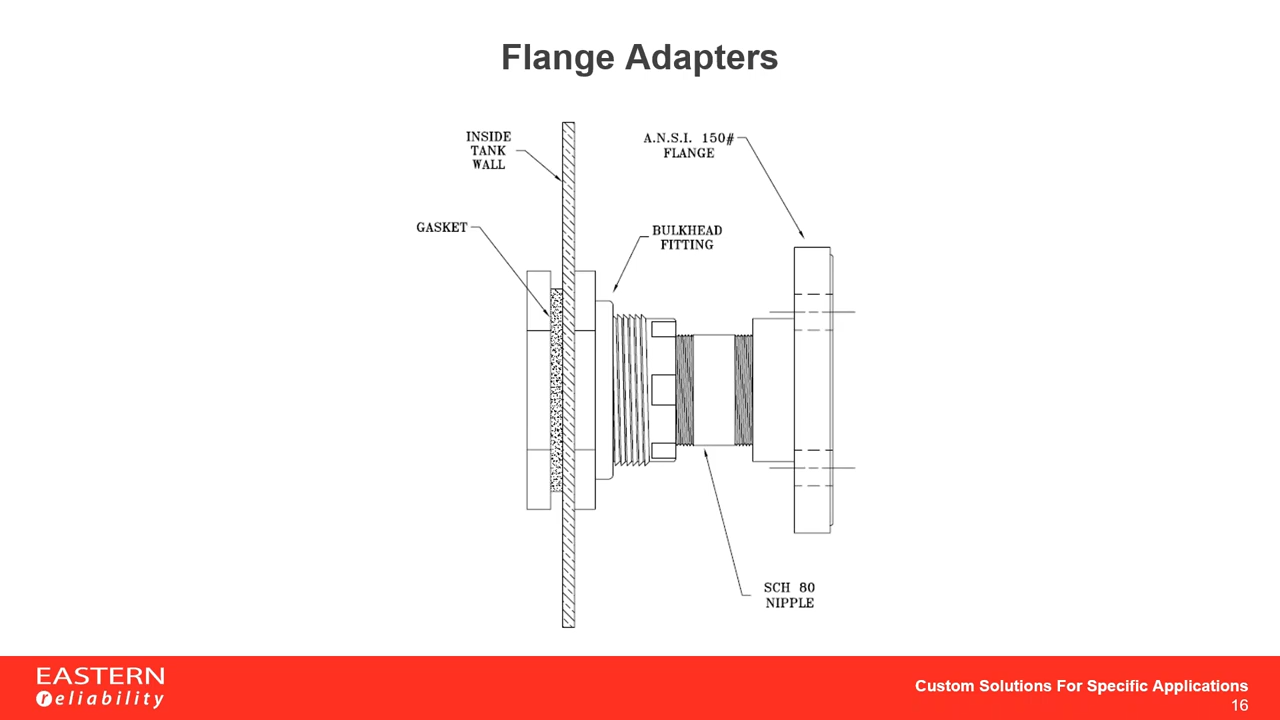 Flange Adapters
INSIDE
TANK
WALL
A.N.S.I. 150#
FLANGE
GASKET
BULKHEAD
FITTING
SCH 80
NIPPLE
EASTERN
reliability
Custom Solutions For Specific Applications
16